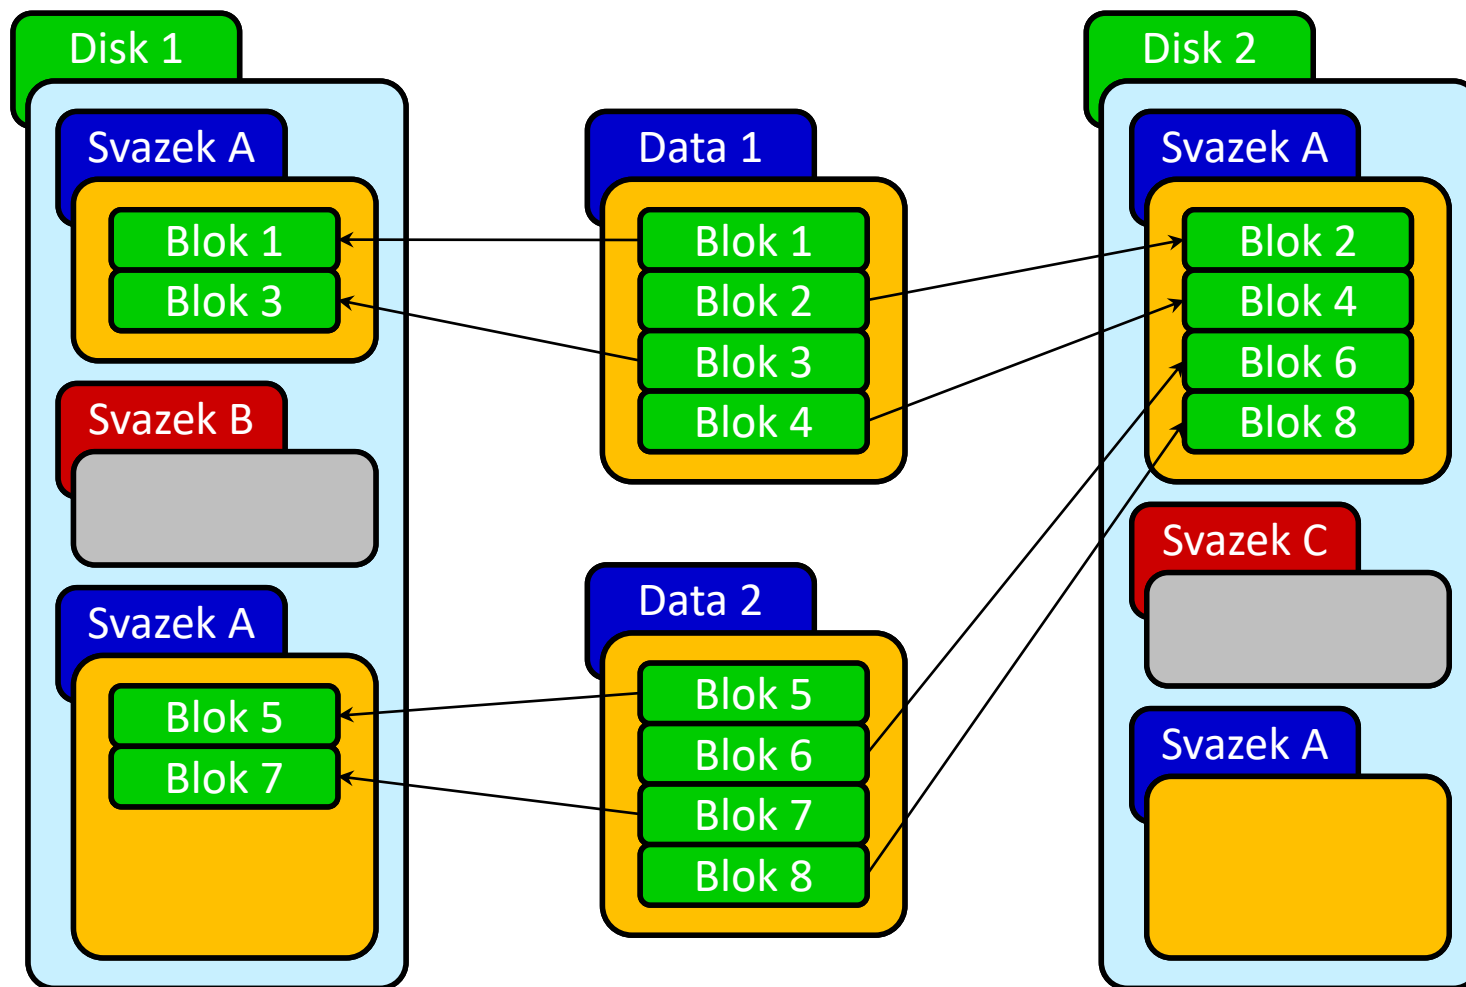 Disk 1
Svazek A
Blok 1
Blok 3
Svazek B
Svazek A
Blok 5
Blok 7
Data 1
Blok 1
Blok 2
Blok 3
Blok 4
Data 2
Blok 5
Blok 6
Blok 7
Blok 8
Disk 2
Svazek A
Blok 2
Blok 4
Blok 6
Blok 8
Svazek C
Svazek A